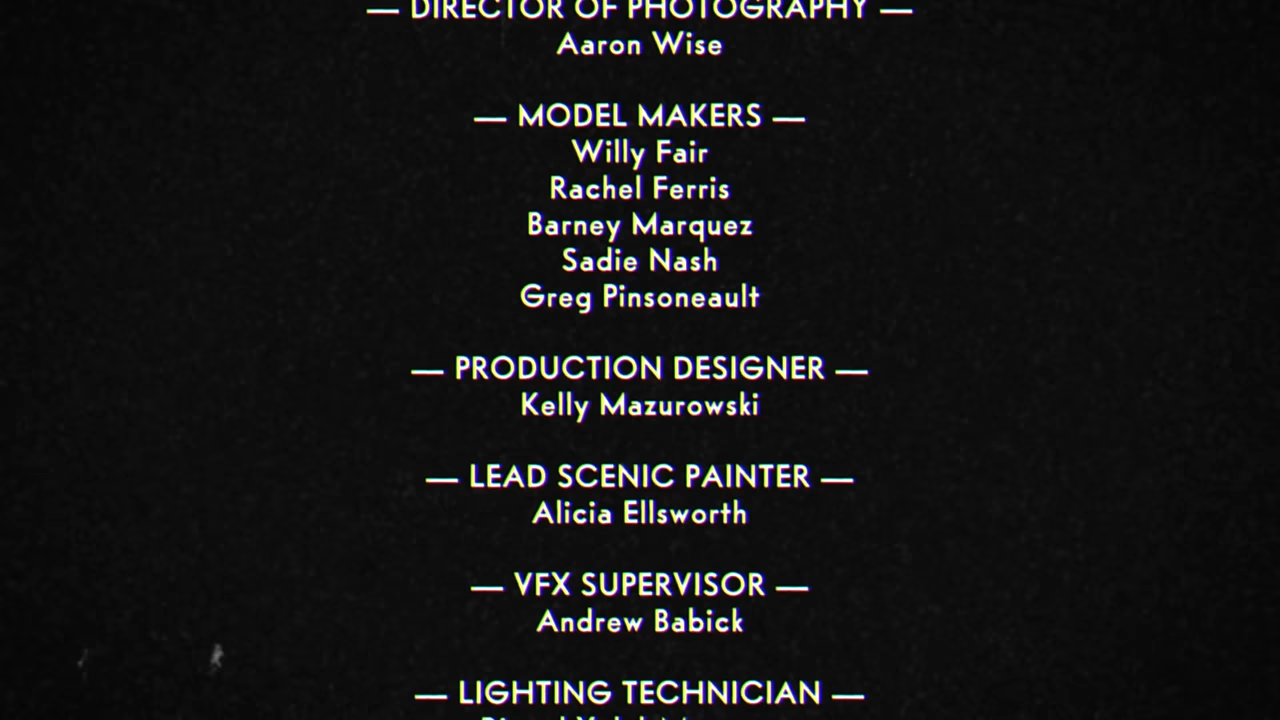 — DIRECTOR OF PHOTOGRAPHY —
Aaron Wise
— MODEL MAKERS —
Willy Fair
Rachel Ferris
Barney Marquez
Sadie Nash
Greg Pinsoneault
— PRODUCTION DESIGNER —
Kelly Mazurowski
— LEAD SCENIC PAINTER —
Alicia Ellsworth
— VFX SUPERVISOR —
Andrew Babick
— LIGHTING TECHNICIAN —